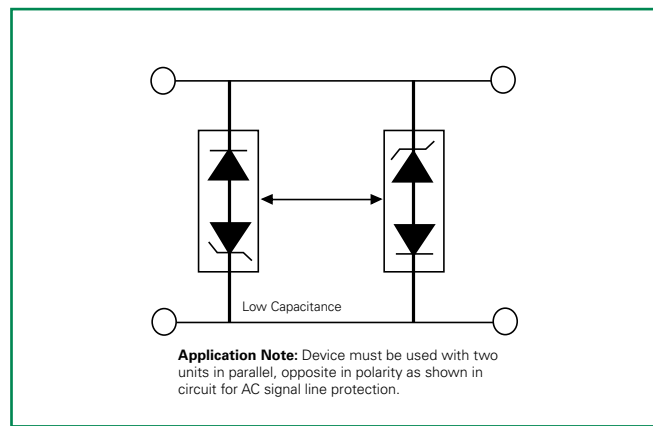 Low Capacitance
Application Note: Device must be used with two
units in parallel, opposite in polarity as shown in
circuit for AC signal line protection.